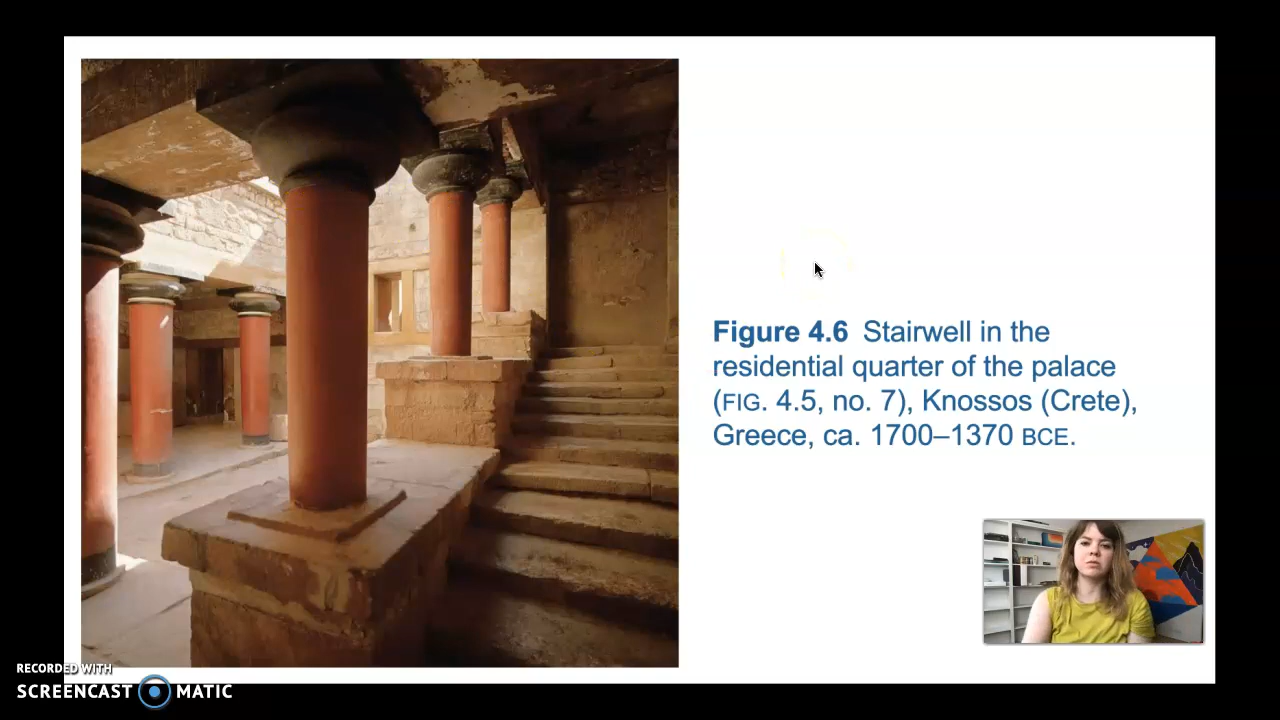 Figure 4.6 Stairwell in the
residential quarter of the palace
(FIG. 4.5, no. 7), Knossos (Crete),
Greece, ca. 1700–1370 BCE.
RECORDED WITH
SCREENCAST MATIC